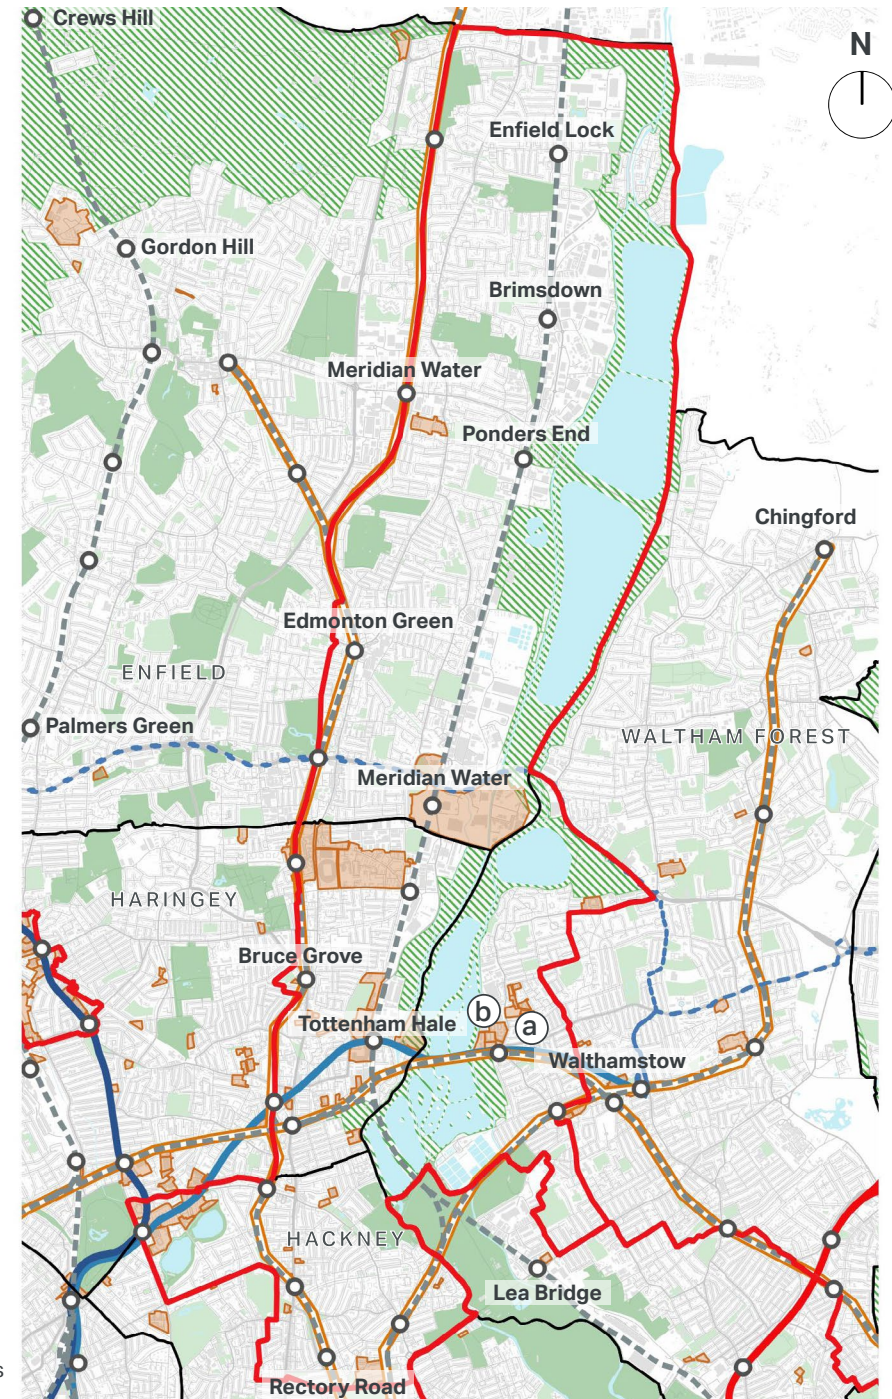 Crews Hill
N
Enfield Lock
Gordon Hill
Brimsdown
Meridian Water
Ponders End
Chingford
Edmonton Green
ENFIELD
Palmers Green
WALTHAM FOREST
Meridian Water
HARINGEY
Bruce Grove
b
a
Tottenham Hale
Walthamstow
HACKNEY
Lea Bridge
s
Rectory Road